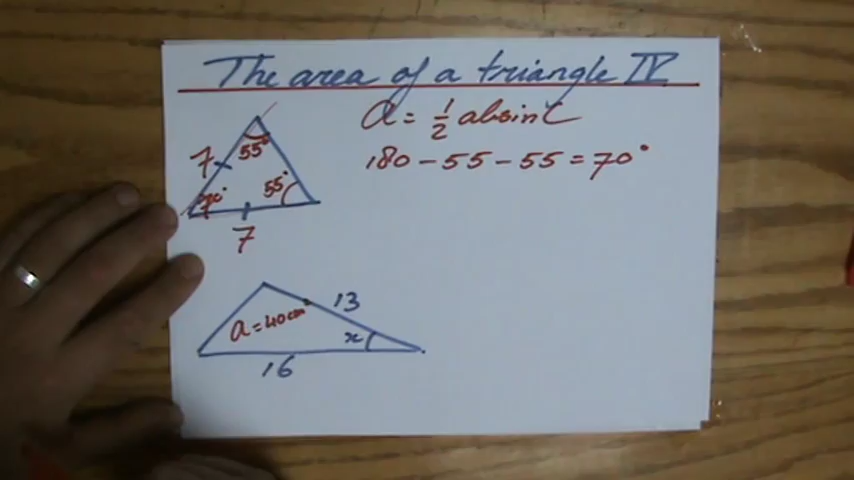 The area of a triangle IV
a = 1/2 absinC
180 - 55 - 55 = 70°
7
55°
70°
55°
7
13
a = 40cm
x
16